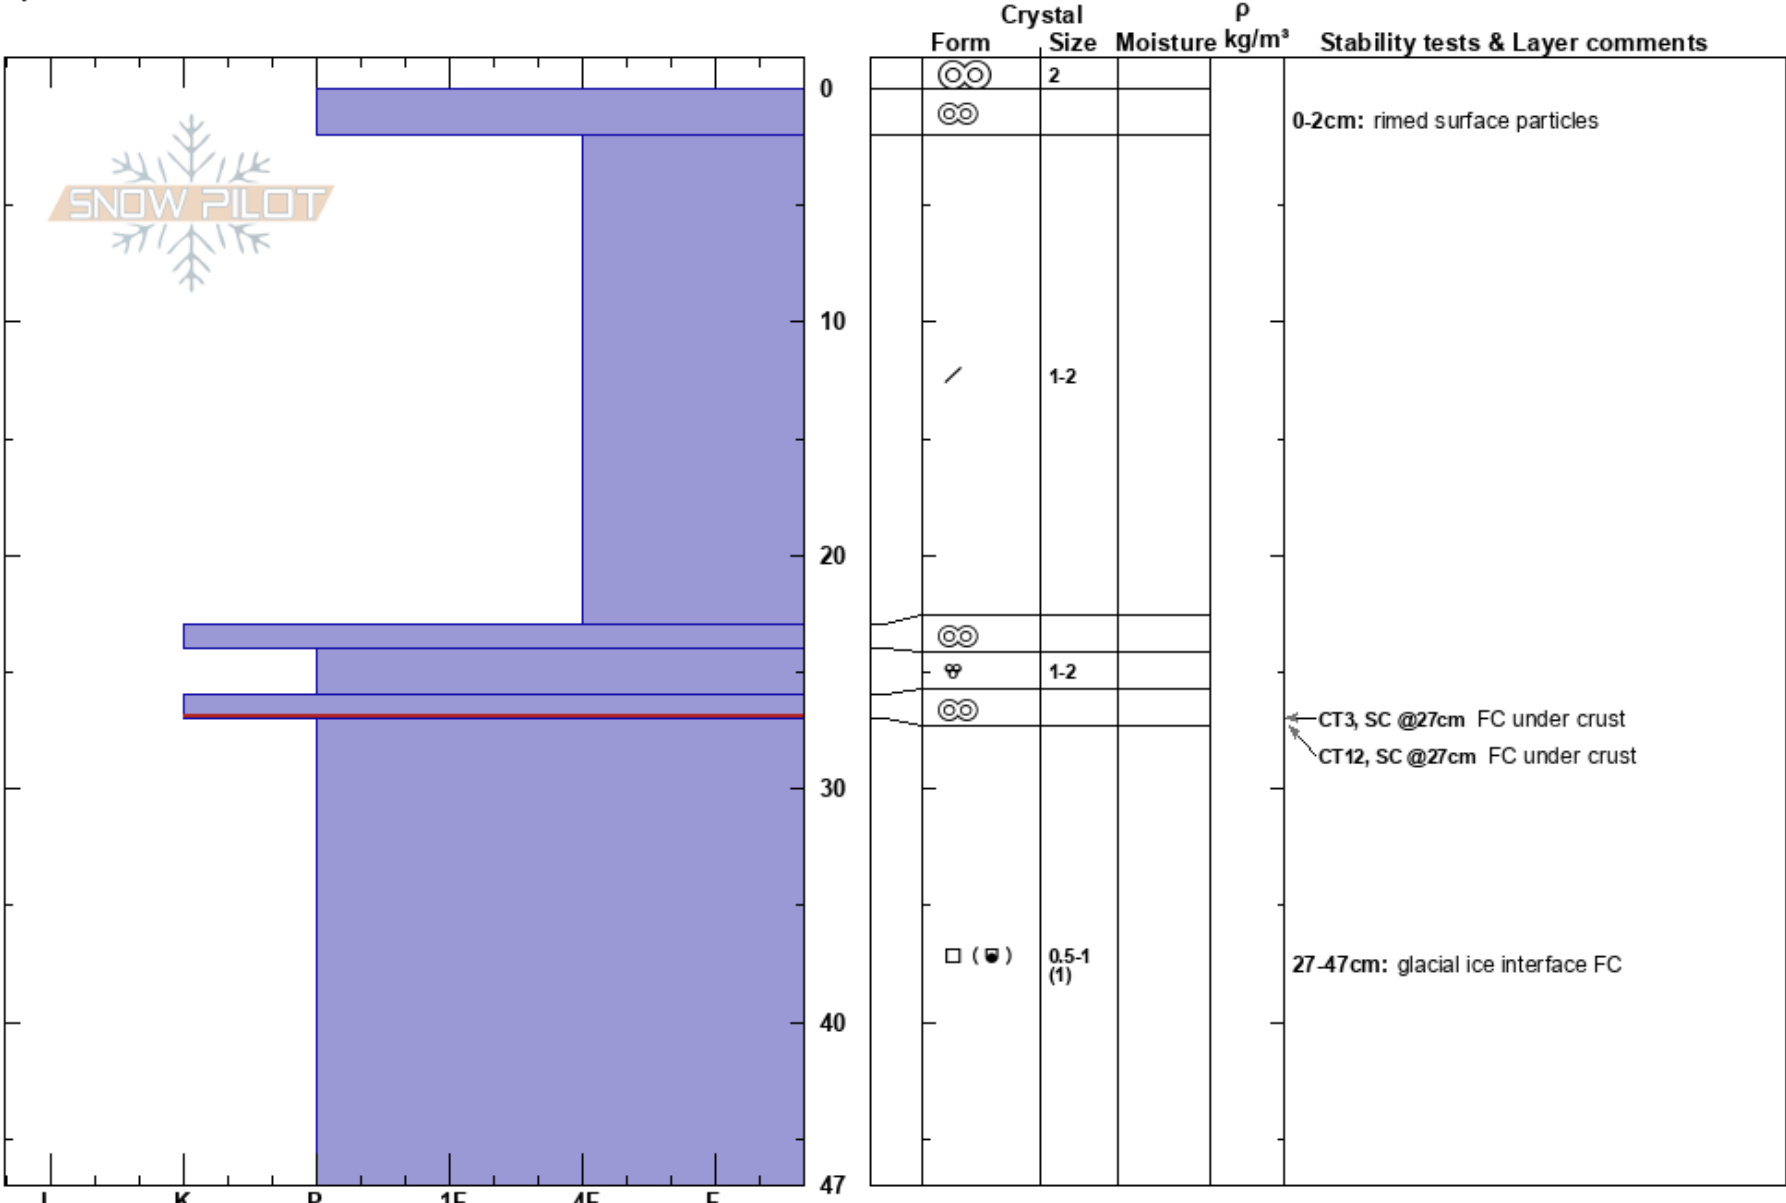 Crystal ρ
Form Size Moisture kg/m³ Stability tests & Layer comments
2
0
0-2cm: rimed surface particles
SNOW PILOT
10
1-2
20
1-2
CT3, SC @27cm FC under crust
CT12, SC @27cm FC under crust
30
0.5-1
(1)
27-47cm: glacial ice interface FC
40
47
I K P 1F 4F F